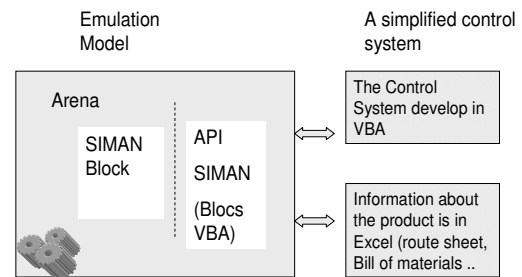 Emulation
Model
A simplified control
system
Arena
SIMAN
Block
API
SIMAN
(Blocs
VBA)
The Control
System develop in
VBA
Information about
the product is in
Excel (route sheet,
Bill of materials ..